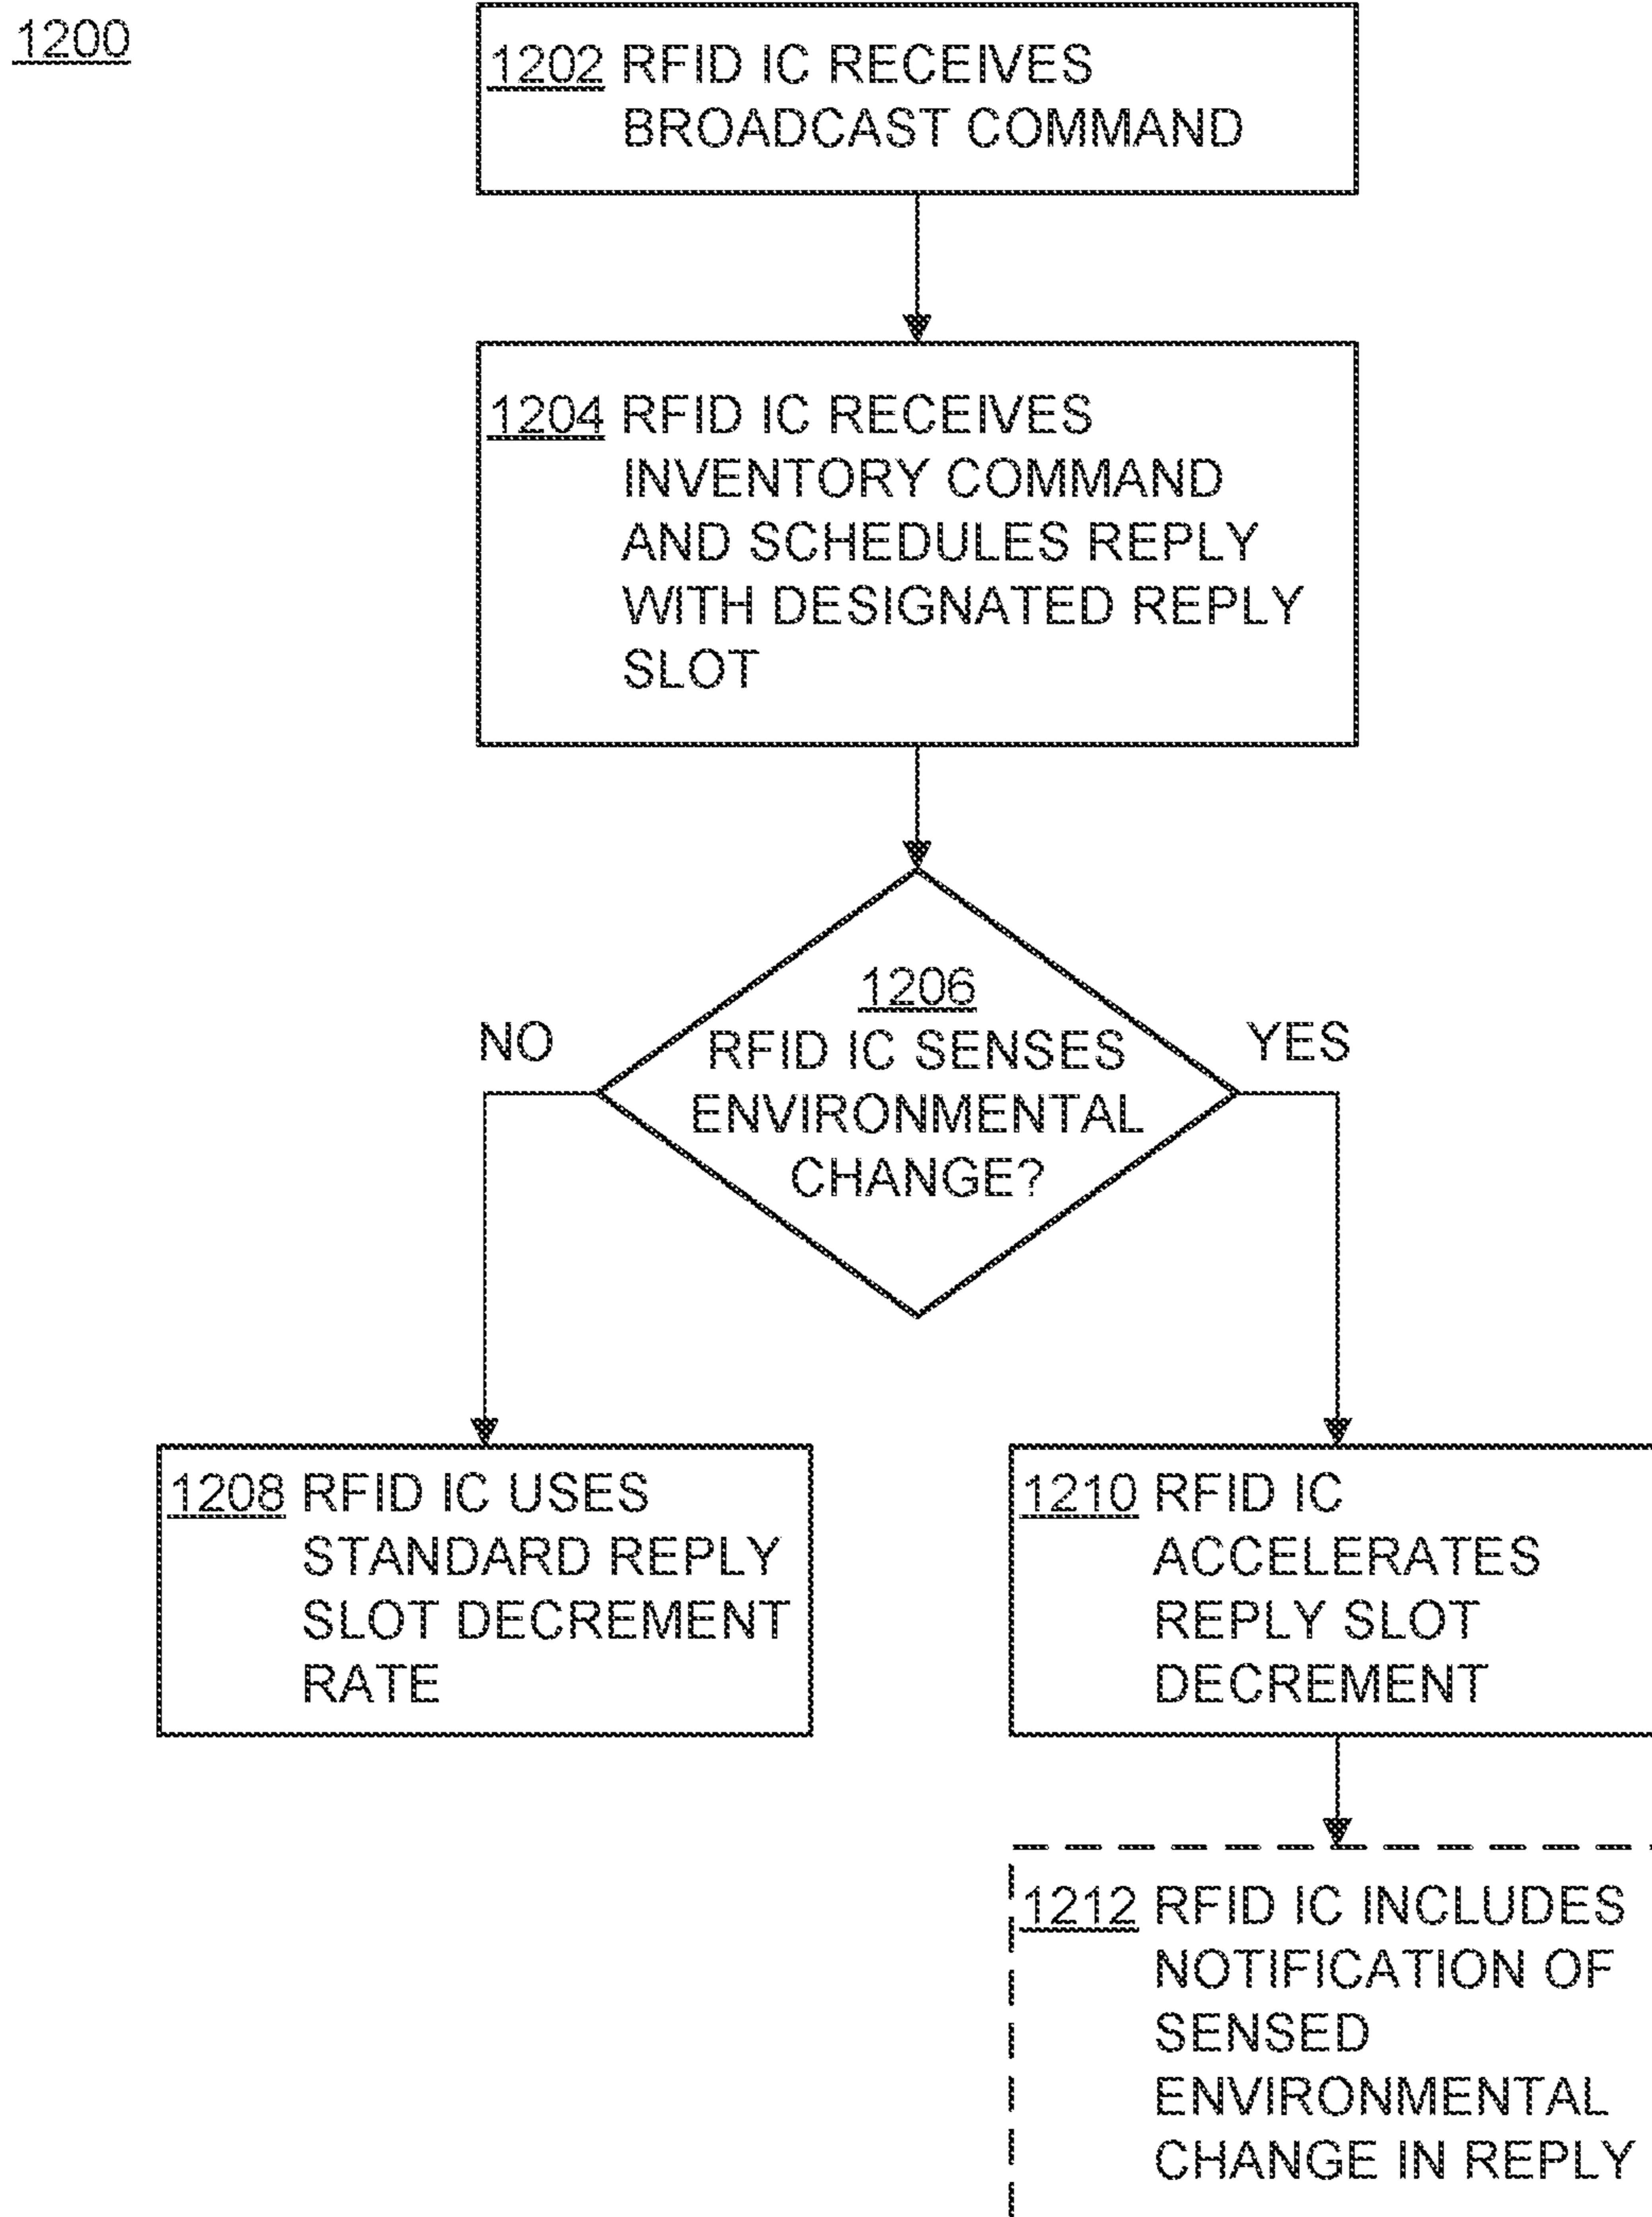 1200
1202 RFID IC RECEIVES
BROADCAST COMMAND
1204 RFID IC RECEIVES
INVENTORY COMMAND
AND SCHEDULES REPLY
WITH DESIGNATED REPLY
SLOT
1206
RFID IC SENSES
ENVIRONMENTAL
CHANGE?
NO
YES
1208 RFID IC USES
STANDARD REPLY
SLOT DECREMENT
RATE
1210 RFID IC
ACCELERATES
REPLY SLOT
DECREMENT
1212 RFID IC INCLUDES
NOTIFICATION OF
SENSED
ENVIRONMENTAL
CHANGE IN REPLY